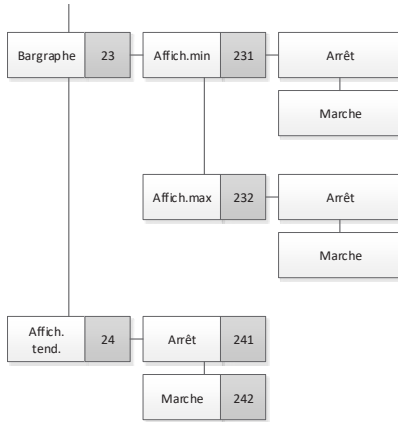 Bargraphe 23 Affich.min 231 Arrêt
Marche
Affich.max 232 Arrêt
Marche
Affich.
tend. 24 Arrêt 241
Marche 242